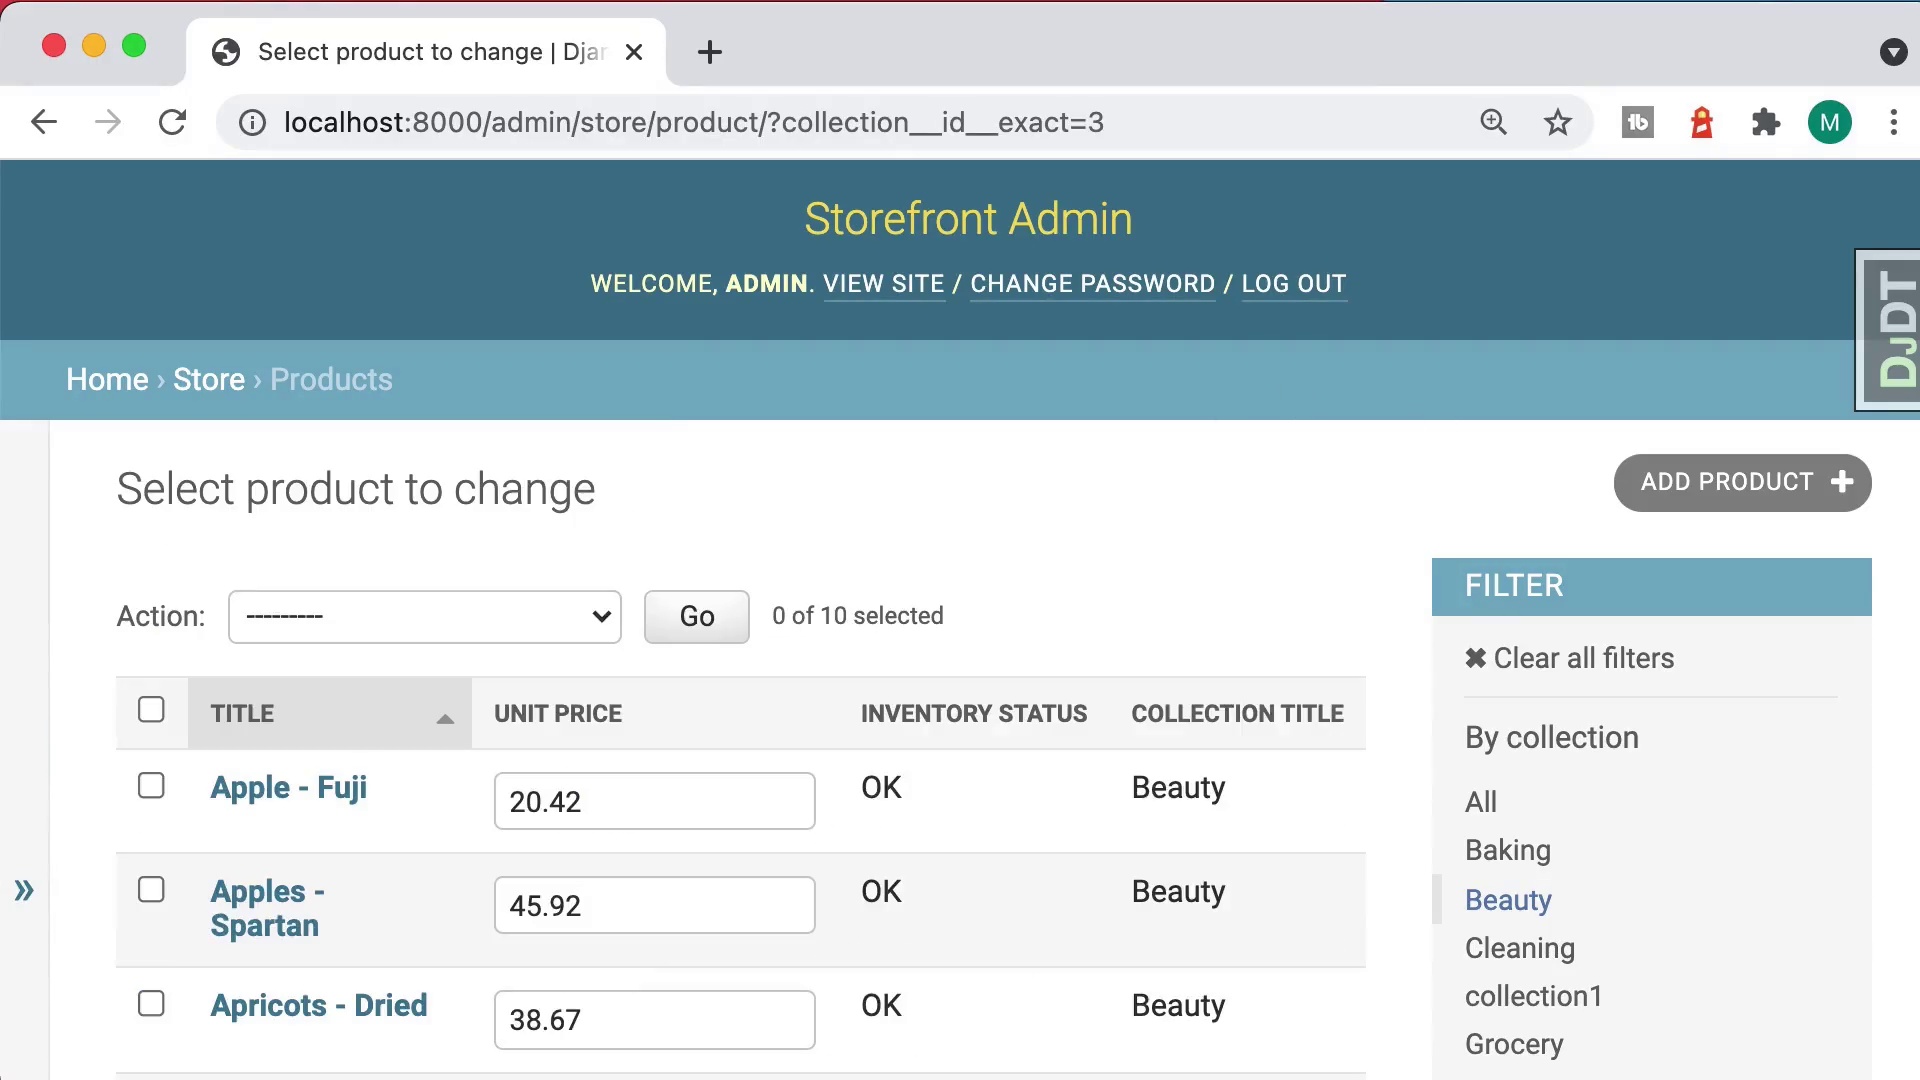 Select product to change | Djan
localhost:8000/admin/store/product/?collection__id__exact=3
M
Storefront Admin
WELCOME, ADMIN. VIEW SITE / CHANGE PASSWORD / LOG OUT
DJDT
Home › Store › Products
Select product to change
ADD PRODUCT +
Action: --------- Go 0 of 10 selected
TITLE UNIT PRICE INVENTORY STATUS COLLECTION TITLE
Apple - Fuji 20.42 OK Beauty
Apples -
Spartan 45.92 OK Beauty
Apricots - Dried 38.67 OK Beauty
FILTER
✖ Clear all filters
By collection
All
Baking
Beauty
Cleaning
collection1
Grocery